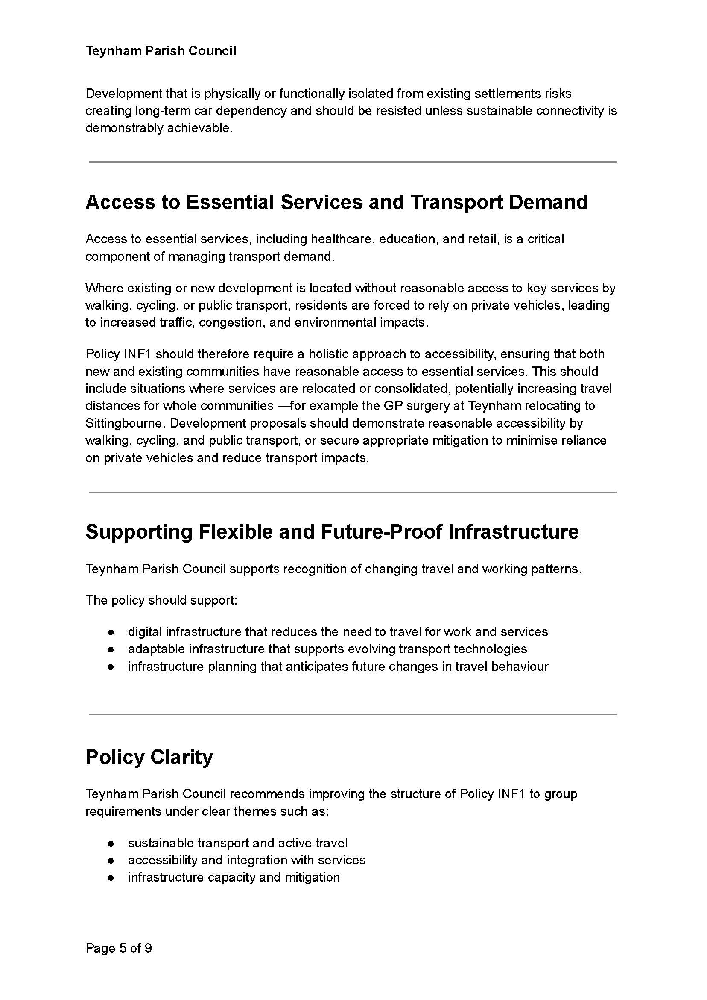 Teynham Parish Council
Development that is physically or functionally isolated from existing settlements risks
creating long-term car dependency and should be resisted unless sustainable connectivity is
demonstrably achievable.
Access to Essential Services and Transport Demand
Access to essential services, including healthcare, education, and retail, is a critical
component of managing transport demand.
Where existing or new development is located without reasonable access to key services by
walking, cycling, or public transport, residents are forced to rely on private vehicles, leading
to increased traffic, congestion, and environmental impacts.
Policy INF1 should therefore require a holistic approach to accessibility, ensuring that both
new and existing communities have reasonable access to essential services. This should
include situations where services are relocated or consolidated, potentially increasing travel
distances for whole communities —for example the GP surgery at Teynham relocating to
Sittingbourne. Development proposals should demonstrate reasonable accessibility by
walking, cycling, and public transport, or secure appropriate mitigation to minimise reliance
on private vehicles and reduce transport impacts.
Supporting Flexible and Future-Proof Infrastructure
Teynham Parish Council supports recognition of changing travel and working patterns.
The policy should support:
● digital infrastructure that reduces the need to travel for work and services
● adaptable infrastructure that supports evolving transport technologies
● infrastructure planning that anticipates future changes in travel behaviour
Policy Clarity
Teynham Parish Council recommends improving the structure of Policy INF1 to group
requirements under clear themes such as:
● sustainable transport and active travel
● accessibility and integration with services
● infrastructure capacity and mitigation
Page 5 of 9